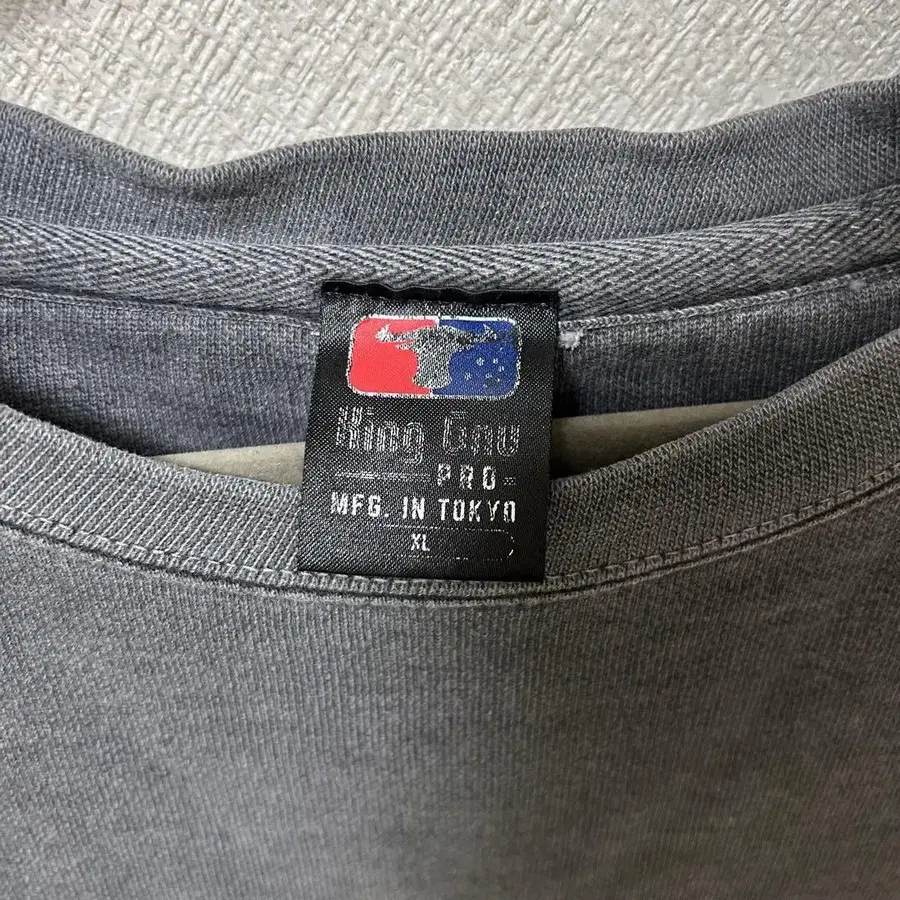 King Gnu
PRO
MFG. IN TOKYO
XL